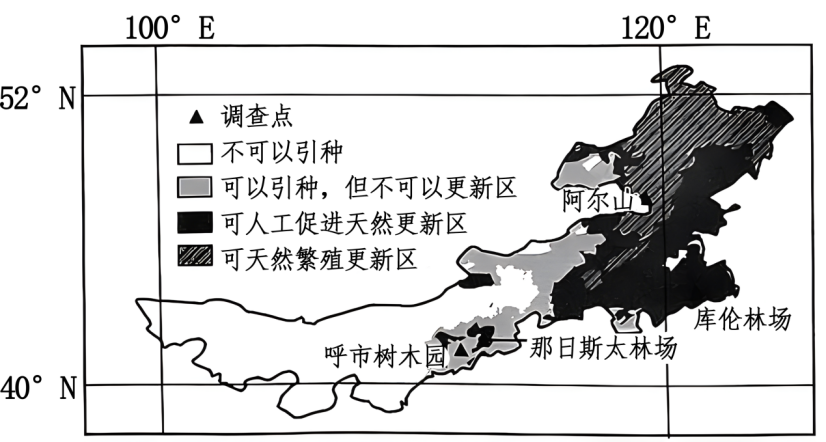 100° E
120° E
52° N
▲ 调查点
不可以引种
可以引种，但不可以更新区
阿尔山
可人工促进天然更新区
可天然繁殖更新区
库伦林场
呼市树木园
那日斯太林场
40° N